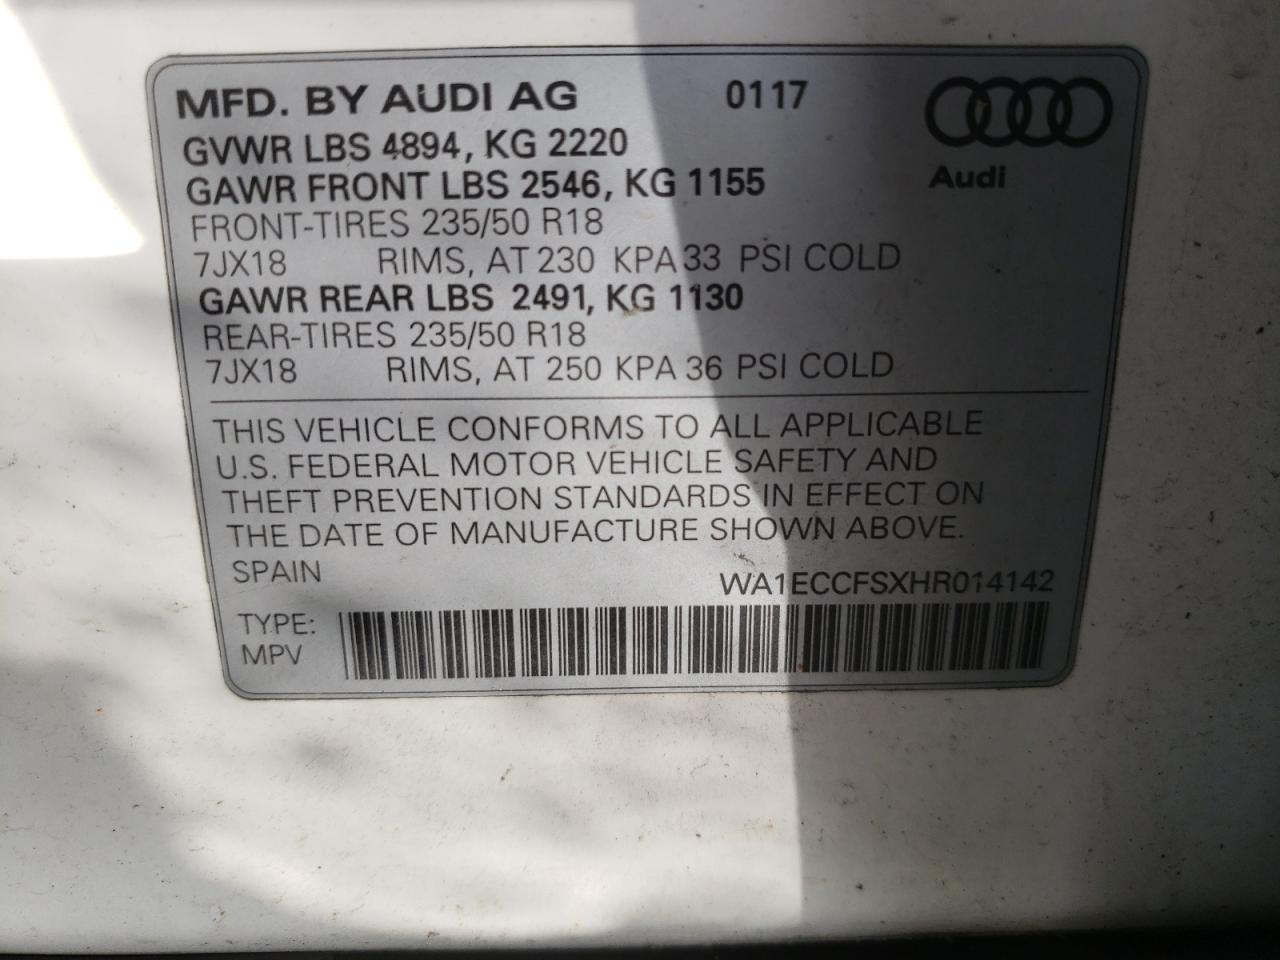 MFD. BY AUDI AG 0117
GVWR LBS 4894, KG 2220
GAWR FRONT LBS 2546, KG 1155
Audi
FRONT-TIRES 235/50 R18
7JX18 RIMS, AT 230 KPA 33 PSI COLD
GAWR REAR LBS 2491, KG 1130
REAR-TIRES 235/50 R18
7JX18 RIMS, AT 250 KPA 36 PSI COLD
THIS VEHICLE CONFORMS TO ALL APPLICABLE
U.S. FEDERAL MOTOR VEHICLE SAFETY AND
THEFT PREVENTION STANDARDS IN EFFECT ON
THE DATE OF MANUFACTURE SHOWN ABOVE.
SPAIN
WA1ECCFSXHR014142
TYPE:
MPV